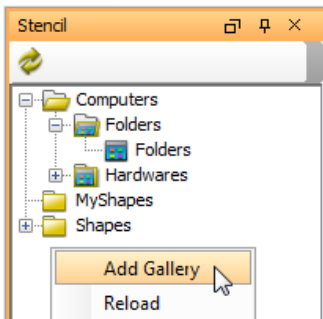 Stencil
Computers
Folders
Folders
Hardwares
MyShapes
Shapes
Add Gallery
Reload